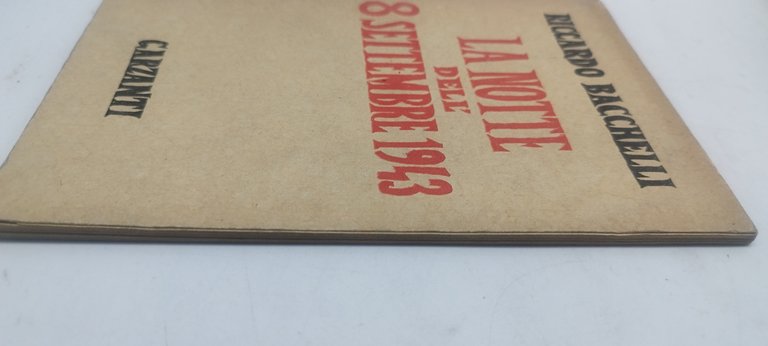 RICCARDO BACCHELLI
LA NOTTE
DELL'
8 SETTEMBRE 1943
GARZANTI